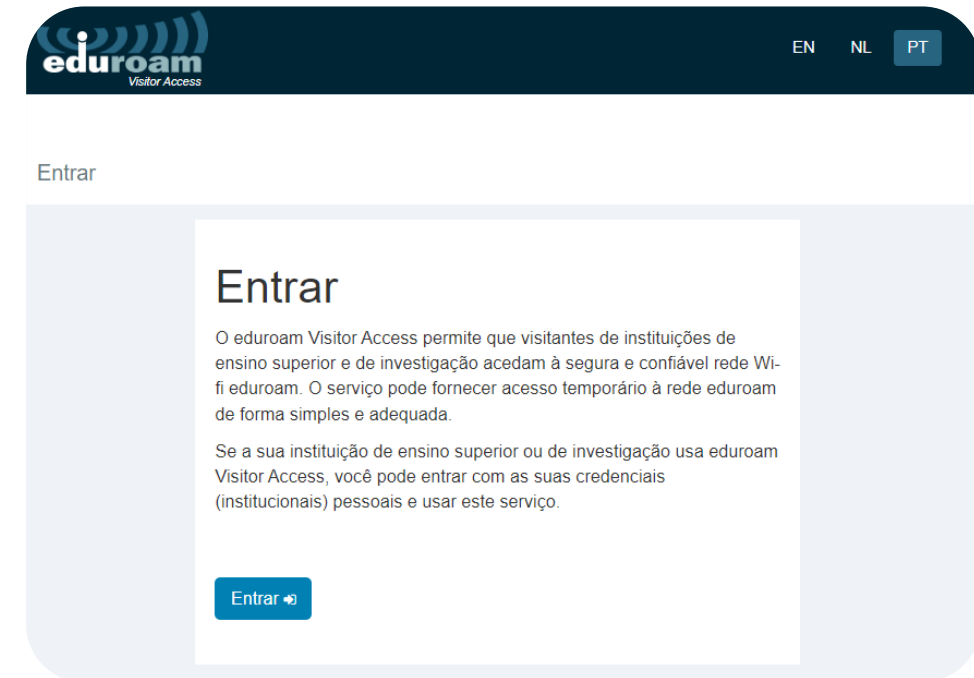 eduroam
Visitor Access
EN NL PT
Entrar
Entrar
O eduroam Visitor Access permite que visitantes de instituições de
ensino superior e de investigação acedam à segura e confiável rede Wi-
fi eduroam. O serviço pode fornecer acesso temporário à rede eduroam
de forma simples e adequada.
Se a sua instituição de ensino superior ou de investigação usa eduroam
Visitor Access, você pode entrar com as suas credenciais
(institucionais) pessoais e usar este serviço.
Entrar